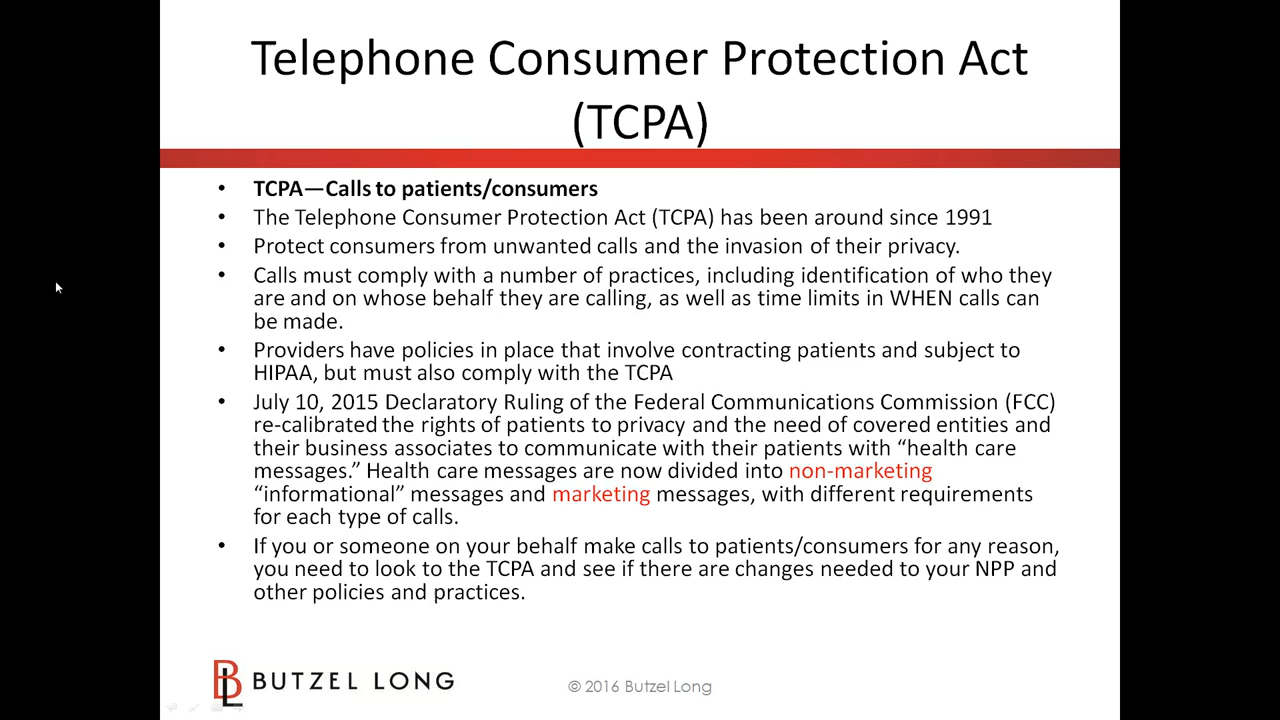 Telephone Consumer Protection Act
(TCPA)
• TCPA—Calls to patients/consumers
• The Telephone Consumer Protection Act (TCPA) has been around since 1991
• Protect consumers from unwanted calls and the invasion of their privacy.
• Calls must comply with a number of practices, including identification of who they
are and on whose behalf they are calling, as well as time limits in WHEN calls can
be made.
• Providers have policies in place that involve contracting patients and subject to
HIPAA, but must also comply with the TCPA
• July 10, 2015 Declaratory Ruling of the Federal Communications Commission (FCC)
re-calibrated the rights of patients to privacy and the need of covered entities and
their business associates to communicate with their patients with “health care
messages.” Health care messages are now divided into non-marketing
“informational” messages and marketing messages, with different requirements
for each type of calls.
• If you or someone on your behalf make calls to patients/consumers for any reason,
you need to look to the TCPA and see if there are changes needed to your NPP and
other policies and practices.
BL BUTZEL LONG
© 2016 Butzel Long